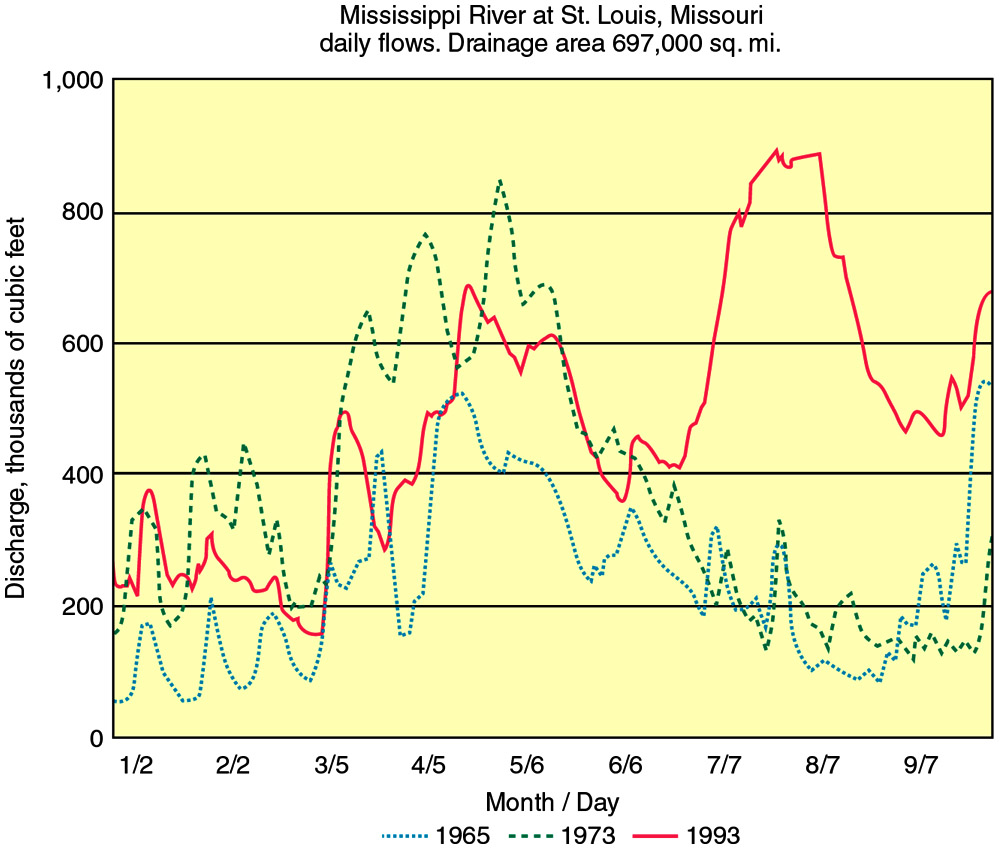 Mississippi River at St. Louis, Missouri
daily flows. Drainage area 697,000 sq. mi.
Discharge, thousands of cubic feet
1,000
800
600
400
200
0
1/2 2/2 3/5 4/5 5/6 6/6 7/7 8/7 9/7
Month / Day
1965 1973 1993